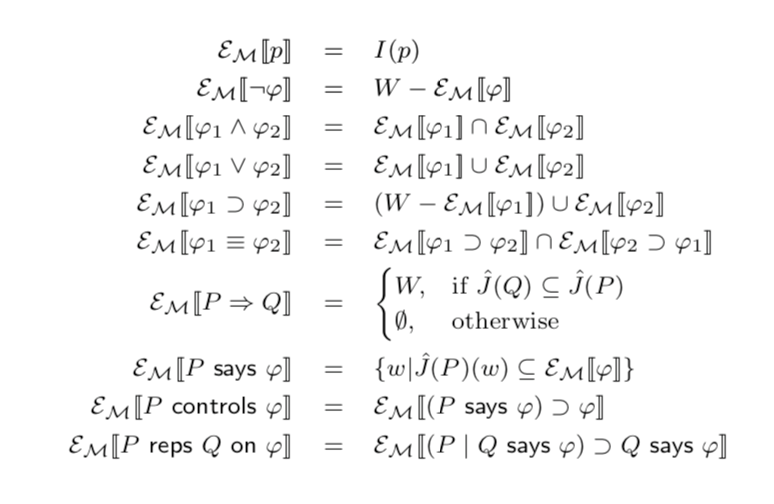 ℰ_ℳ⟦p⟧ = I(p)
ℰ_ℳ⟦¬φ⟧ = W − ℰ_ℳ⟦φ⟧
ℰ_ℳ⟦φ₁ ∧ φ₂⟧ = ℰ_ℳ⟦φ₁⟧ ∩ ℰ_ℳ⟦φ₂⟧
ℰ_ℳ⟦φ₁ ∨ φ₂⟧ = ℰ_ℳ⟦φ₁⟧ ∪ ℰ_ℳ⟦φ₂⟧
ℰ_ℳ⟦φ₁ ⊃ φ₂⟧ = (W − ℰ_ℳ⟦φ₁⟧) ∪ ℰ_ℳ⟦φ₂⟧
ℰ_ℳ⟦φ₁ ≡ φ₂⟧ = ℰ_ℳ⟦φ₁ ⊃ φ₂⟧ ∩ ℰ_ℳ⟦φ₂ ⊃ φ₁⟧
ℰ_ℳ⟦P ⇒ Q⟧ = { W, if Ĵ(Q) ⊆ Ĵ(P)
∅, otherwise
ℰ_ℳ⟦P says φ⟧ = {w|Ĵ(P)(w) ⊆ ℰ_ℳ⟦φ⟧}
ℰ_ℳ⟦P controls φ⟧ = ℰ_ℳ⟦(P says φ) ⊃ φ⟧
ℰ_ℳ⟦P reps Q on φ⟧ = ℰ_ℳ⟦(P | Q says φ) ⊃ Q says φ⟧